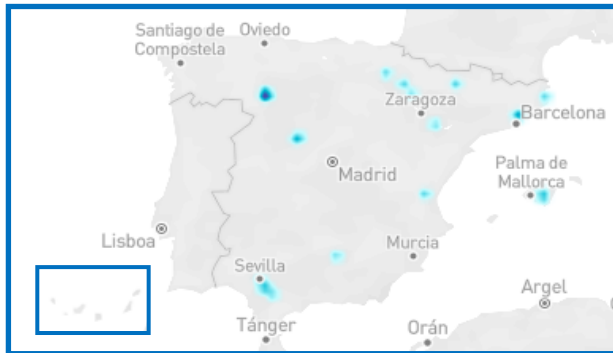 Santiago de
Compostela
Oviedo
Zaragoza
Barcelona
Madrid
Palma de
Mallorca
Lisboa
Murcia
Sevilla
Argel
Tánger
Orán